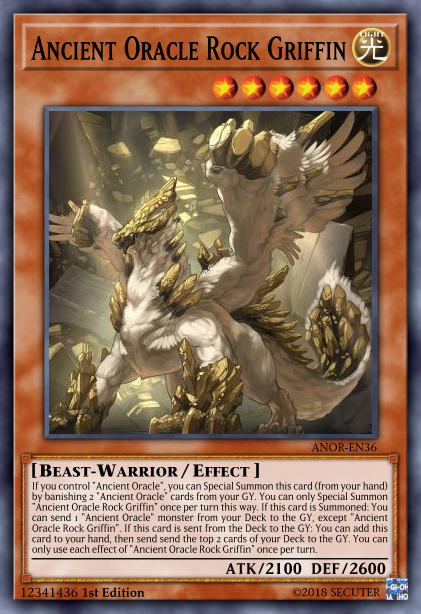 ANCIENT ORACLE ROCK GRIFFIN
LIGHT
光
ANOR-EN36
[BEAST-WARRIOR / EFFECT ]
If you control "Ancient Oracle", you can Special Summon this card (from your hand)
by banishing 2 "Ancient Oracle" cards from your GY. You can only Special Summon
"Ancient Oracle Rock Griffin" once per turn this way. If this card is Summoned: You
can send 1 "Ancient Oracle" monster from your Deck to the GY, except "Ancient
Oracle Griffin". If this card is sent from the Deck to the GY: You can add this
card to your hand, then send send the top 2 cards of your Deck to the GY. You can
only use each effect of "Ancient Oracle Rock Griffin" once per turn.
ATK/2100 DEF/2600
12341436 1st Edition
©2018 SECUTER